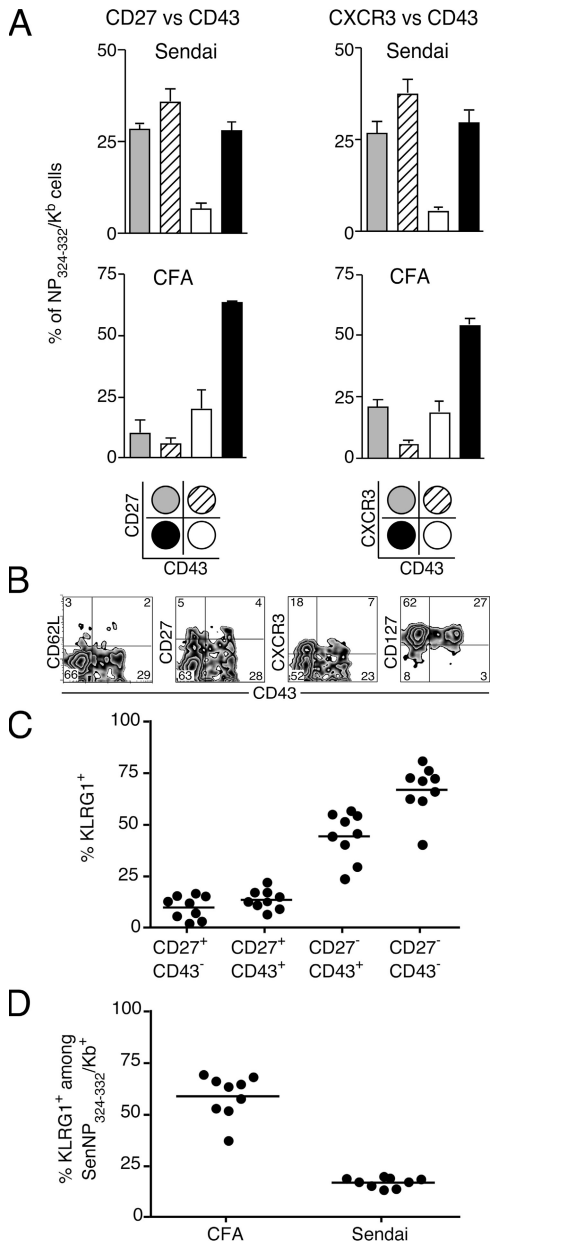 A
CD27 vs CD43
CXCR3 vs CD43
Sendai
Sendai
50
25
0
50
25
0
% of NP324-332/Kb cells
CFA
CFA
75
50
25
0
75
50
25
0
CD27
CD43
CXCR3
CD43
B
CD62L
3
2
66
29
CD27
5
4
63
28
CXCR3
18
7
52
23
CD127
62
27
8
3
CD43
C
% KLRG1+
100
75
50
25
0
CD27+ CD27+ CD27- CD27-
CD43- CD43+ CD43+ CD43-
D
% KLRG1+ among
SenNP324-332/Kb+
100
75
50
25
0
CFA
Sendai